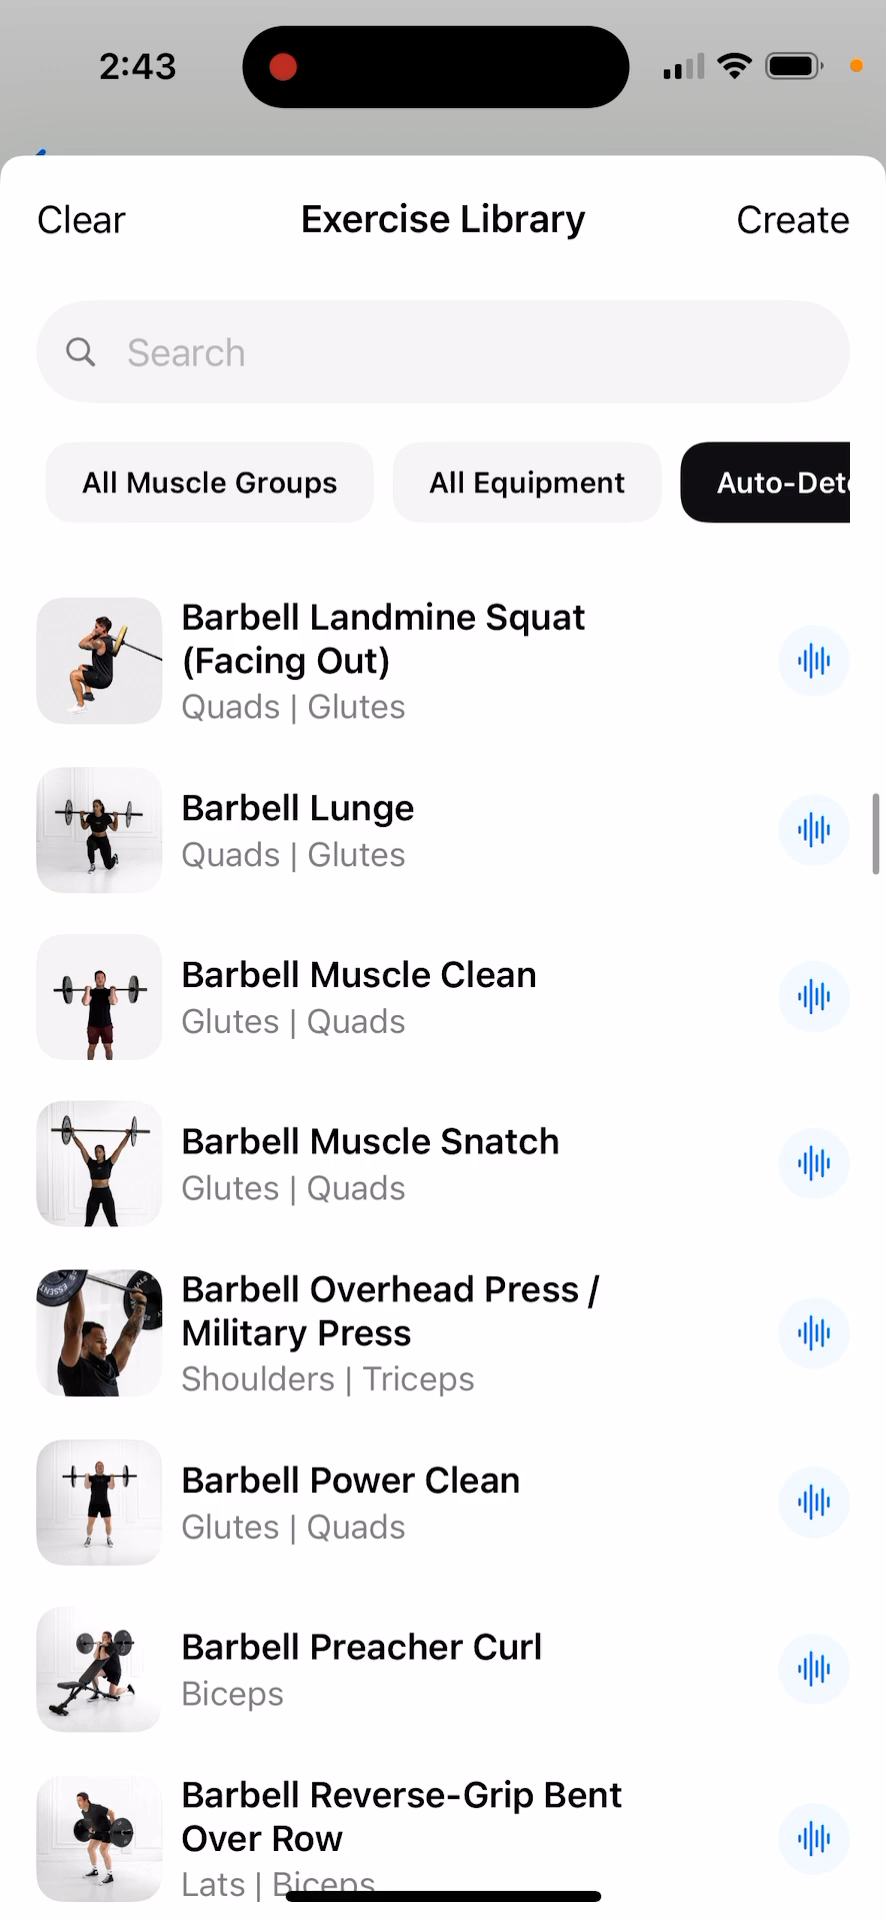 2:43
Clear
Exercise Library
Create
Search
All Muscle Groups
All Equipment
Auto-Dete
Barbell Landmine Squat
(Facing Out)
Quads | Glutes
Barbell Lunge
Quads | Glutes
Barbell Muscle Clean
Glutes | Quads
Barbell Muscle Snatch
Glutes | Quads
Barbell Overhead Press /
Military Press
Shoulders | Triceps
Barbell Power Clean
Glutes | Quads
Barbell Preacher Curl
Biceps
Barbell Reverse-Grip Bent
Over Row
Lats | Biceps